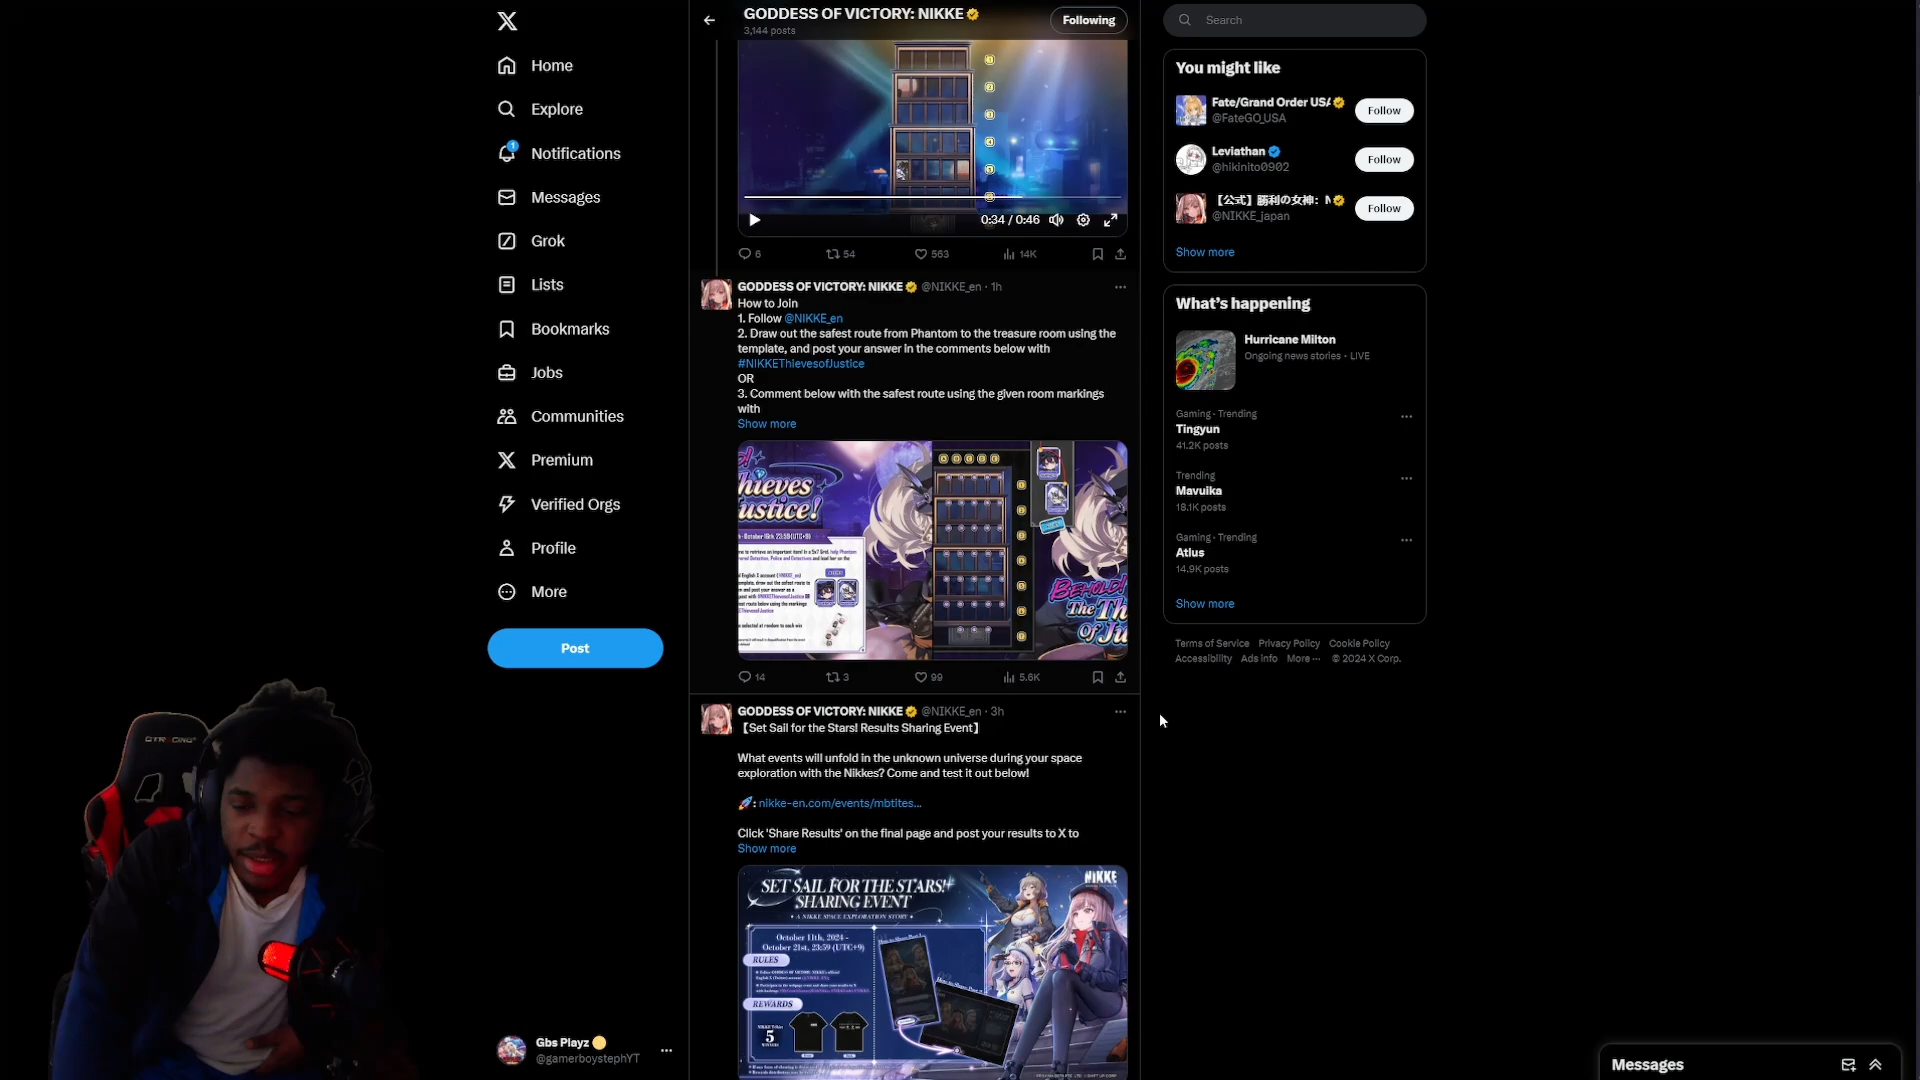 Home
Explore
1
Notifications
Messages
Grok
Lists
Bookmarks
Jobs
Communities
Premium
Verified Orgs
Profile
More
Post
Gbs Playz
@gamerboystephYT
GODDESS OF VICTORY: NIKKE
3,144 posts
Following
0:34 / 0:46
6
54
563
14K
GODDESS OF VICTORY: NIKKE @NIKKE_en · 1h
How to Join
1. Follow @NIKKE_en
2. Draw out the safest route from Phantom to the treasure room using the
template, and post your answer in the comments below with
#NIKKEThievesofJustice
OR
3. Comment below with the safest route using the given room markings
with
Show more
hieves
ustice!
BEHOLD!
The Th
Of Ju
14
3
99
5.6K
GODDESS OF VICTORY: NIKKE @NIKKE_en · 3h
【Set Sail for the Stars! Results Sharing Event】
What events will unfold in the unknown universe during your space
exploration with the Nikkes? Come and test it out below!
: nikke-en.com/events/mbtites…
Click 'Share Results' on the final page and post your results to X to
Show more
NIKKE
SET SAIL FOR THE STARS!
SHARING EVENT
A NIKKE SPACE EXPLORATION STORY
October 11th, 2024 -
October 21st, 23:59 (UTC+9)
RULES
REWARDS
5
Search
You might like
Fate/Grand Order USA
@FateGO_USA
Follow
Leviathan
@hikinito0902
Follow
【公式】勝利の女神：N
@NIKKE_japan
Follow
Show more
What's happening
Hurricane Milton
Ongoing news stories · LIVE
Gaming · Trending
Tingyun
41.2K posts
Trending
Mavuika
18.1K posts
Gaming · Trending
Atlus
14.9K posts
Show more
Terms of Service Privacy Policy Cookie Policy
Accessibility Ads info More ··· © 2024 X Corp.
Messages
GTRACING